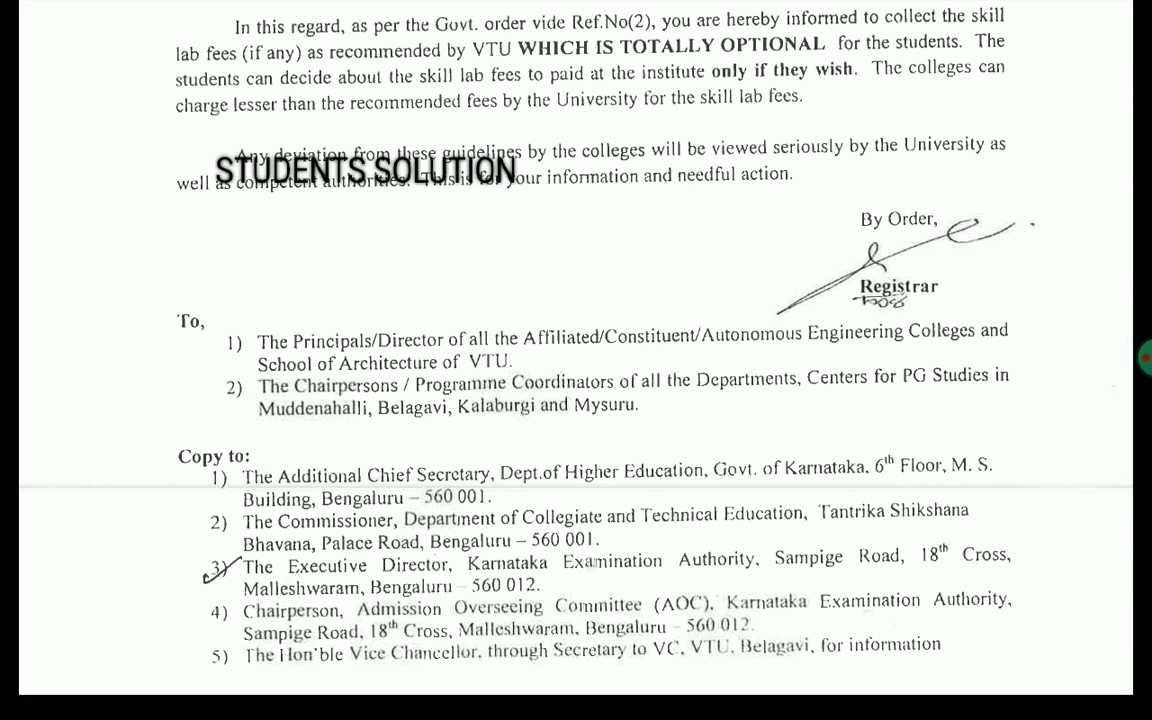 In this regard, as per the Govt. order vide Ref.No(2), you are hereby informed to collect the skill
lab fees (if any) as recommended by VTU WHICH IS TOTALLY OPTIONAL for the students. The
students can decide about the skill lab fees to paid at the institute only if they wish. The colleges can
charge lesser than the recommended fees by the University for the skill lab fees.
Any deviation from these guidelines by the colleges will be viewed seriously by the University as
STUDENTS SOLUTION
well as competent authorities. This is for your information and needful action.
By Order,
Registrar
To,
1) The Principals/Director of all the Affiliated/Constituent/Autonomous Engineering Colleges and
School of Architecture of VTU.
2) The Chairpersons / Programme Coordinators of all the Departments, Centers for PG Studies in
Muddenahalli, Belagavi, Kalaburgi and Mysuru.
Copy to:
1) The Additional Chief Secretary, Dept.of Higher Education, Govt. of Karnataka, 6th Floor, M. S.
Building, Bengaluru – 560 001.
2) The Commissioner, Department of Collegiate and Technical Education, Tantrika Shikshana
Bhavana, Palace Road, Bengaluru – 560 001.
3) The Executive Director, Karnataka Examination Authority, Sampige Road, 18th Cross,
Malleshwaram, Bengaluru – 560 012.
4) Chairperson, Admission Overseeing Committee (AOC), Karnataka Examination Authority,
Sampige Road, 18th Cross, Malleshwaram, Bengaluru – 560 012.
5) The Hon'ble Vice Chancellor, through Secretary to VC, VTU, Belagavi, for information